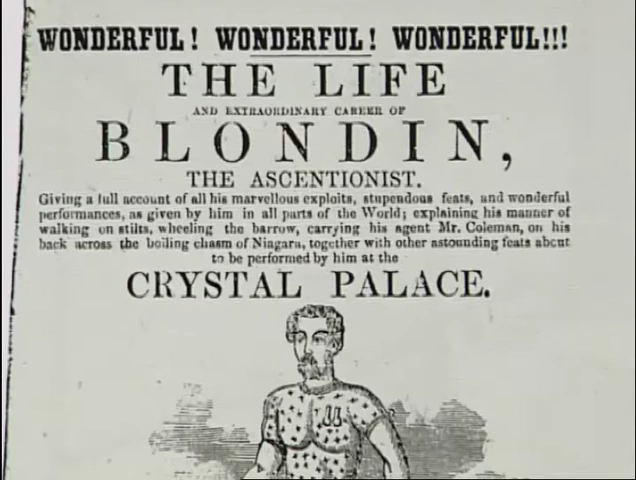 WONDERFUL! WONDERFUL! WONDERFUL!!!
THE LIFE
AND EXTRAORDINARY CAREER OF
BLONDIN,
THE ASCENTIONIST.
Giving a full account of all his marvellous exploits, stupendous feats, and wonderful
performances, as given by him in all parts of the World; explaining his manner of
walking on stilts, wheeling the barrow, carrying his agent Mr. Coleman, on his
back across the boiling chasm of Niagara, together with other astounding feats about
to be performed by him at the
CRYSTAL PALACE.